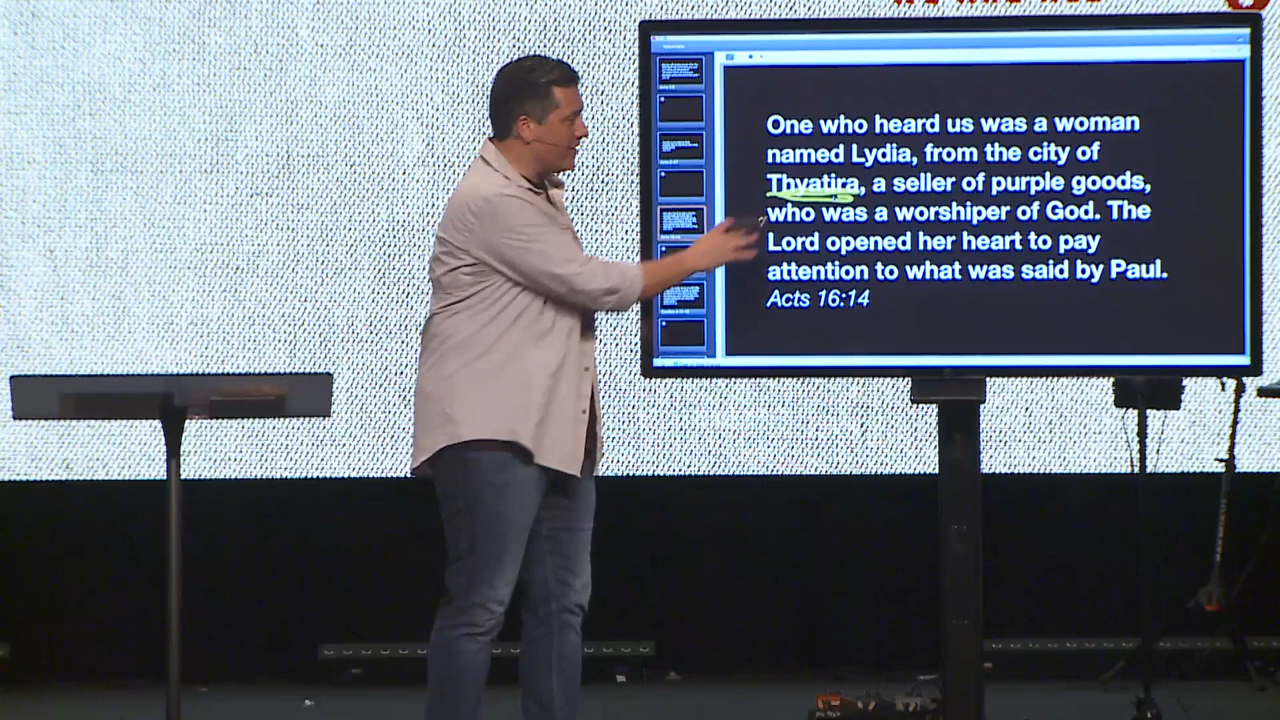 One who heard us was a woman
named Lydia, from the city of
Thyatira, a seller of purple goods,
who was a worshiper of God. The
Lord opened her heart to pay
attention to what was said by Paul.
Acts 16:14